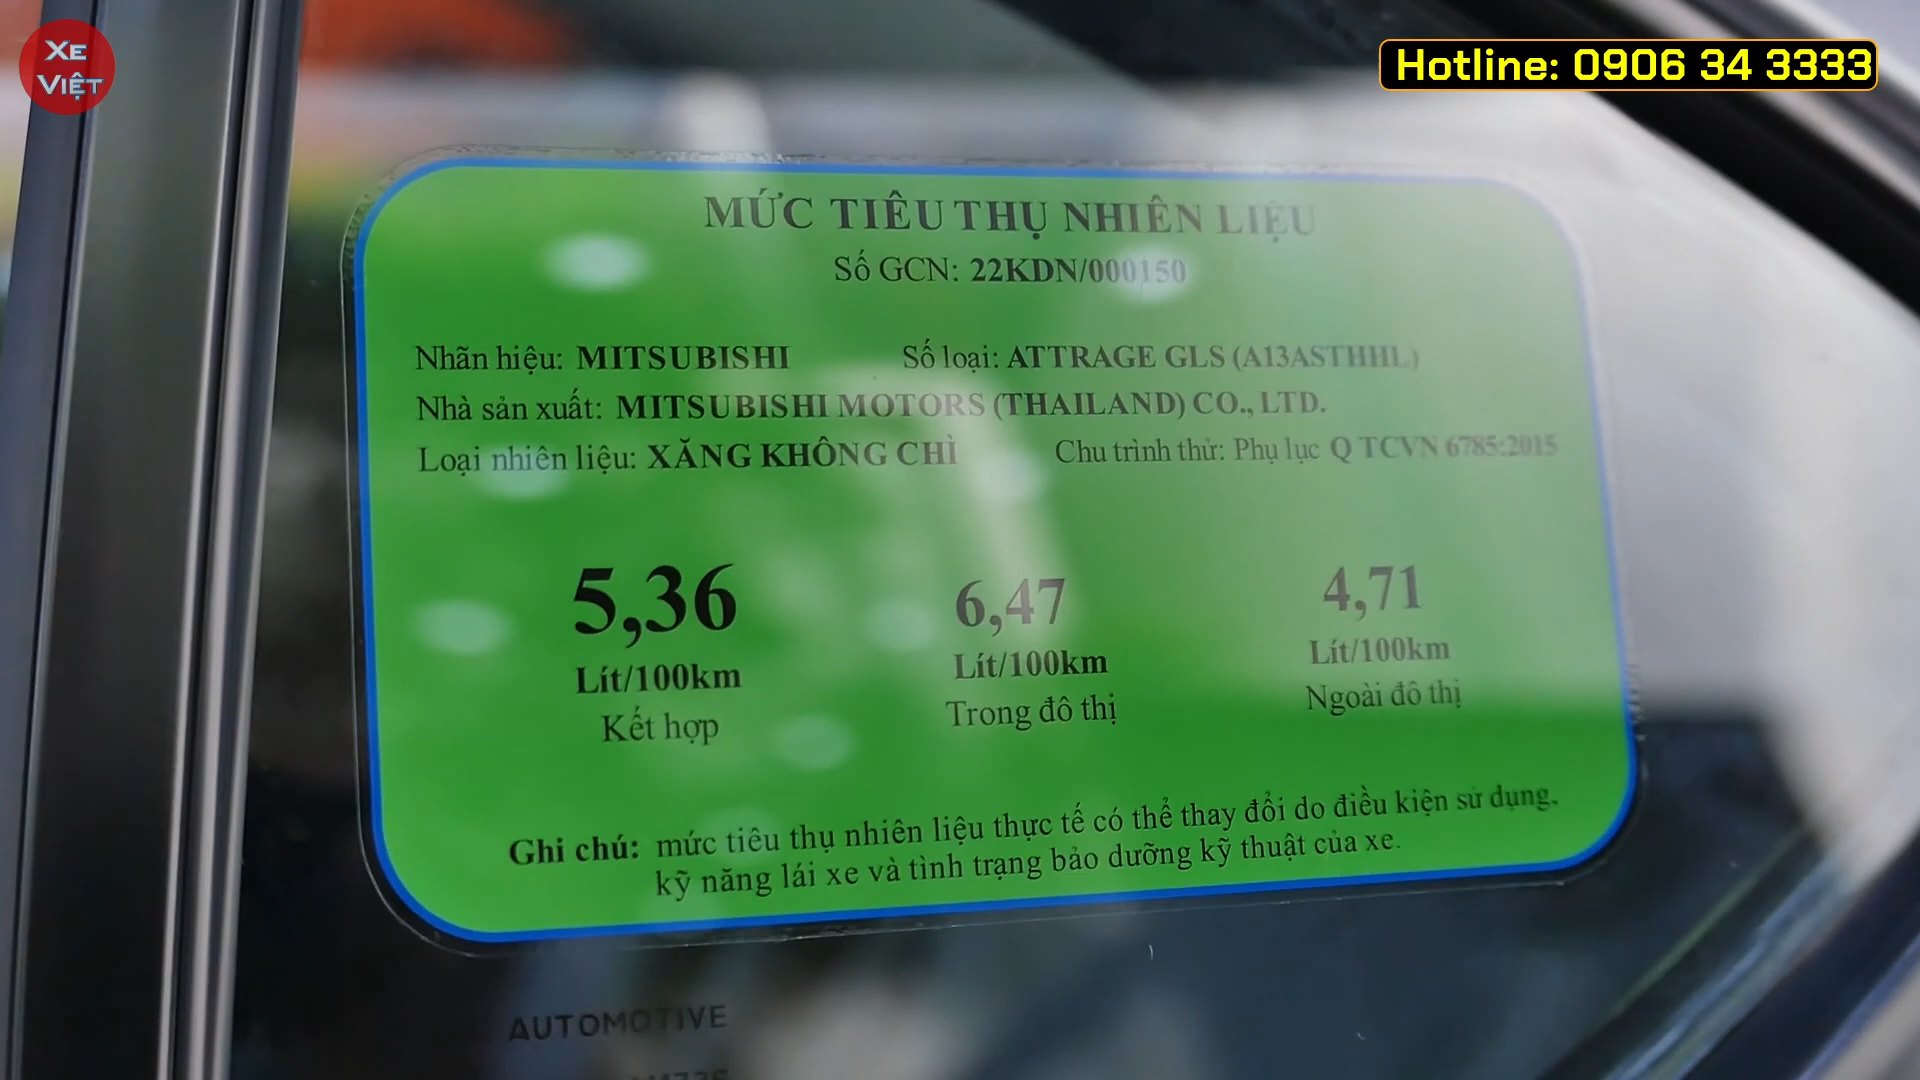 XE
VIỆT
Hotline: 0906 34 3333
MỨC TIÊU THỤ NHIÊN LIỆU
Số GCN: 22KDN/000150
Nhãn hiệu: MITSUBISHI Số loại: ATTRAGE GLS (A13ASTHHL)
Nhà sản xuất: MITSUBISHI MOTORS (THAILAND) CO., LTD.
Loại nhiên liệu: XĂNG KHÔNG CHÌ Chu trình thử: Phụ lục Q TCVN 6785:2015
5,36 6,47 4,71
Lít/100km Lít/100km Lít/100km
Kết hợp Trong đô thị Ngoài đô thị
Ghi chú: mức tiêu thụ nhiên liệu thực tế có thể thay đổi do điều kiện sử dụng,
kỹ năng lái xe và tình trạng bảo dưỡng kỹ thuật của xe.
AUTOMOTIVE